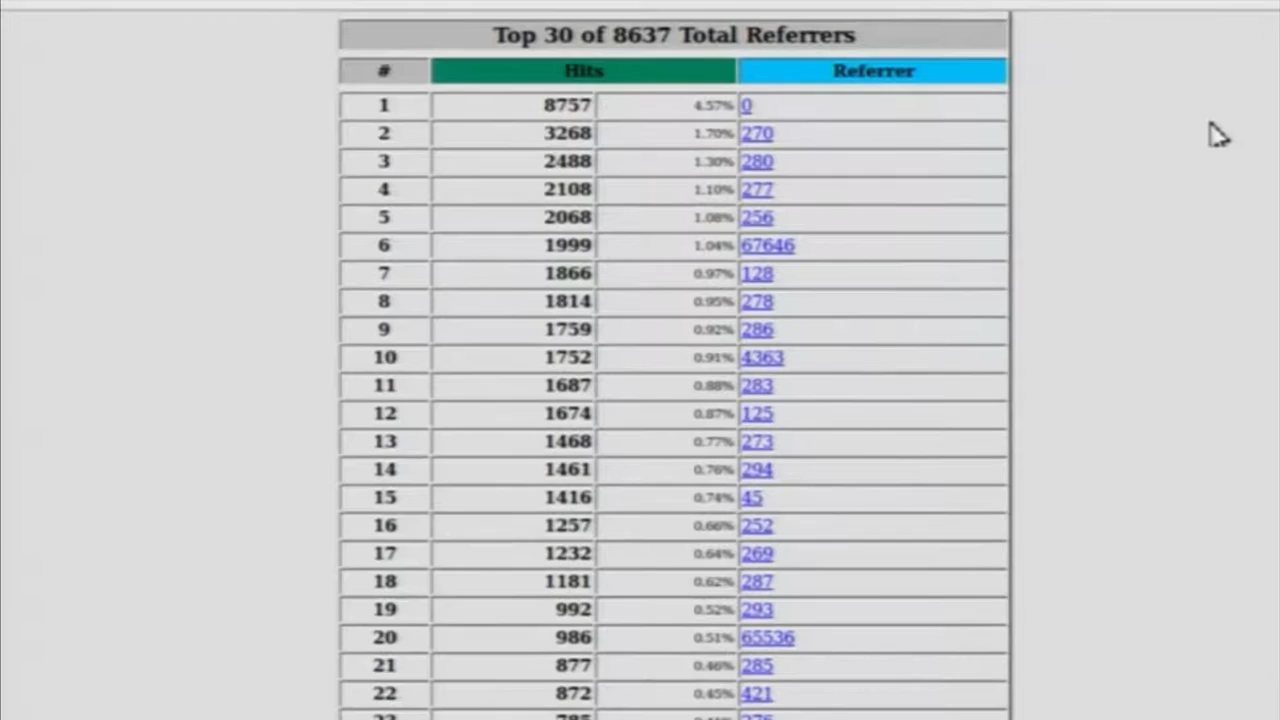 Top 30 of 8637 Total Referrers
# Hits Referrer
1 8757 4.57% 0
2 3268 1.70% 270
3 2488 1.30% 280
4 2108 1.10% 277
5 2068 1.08% 256
6 1999 1.04% 67646
7 1866 0.97% 128
8 1814 0.95% 278
9 1759 0.92% 286
10 1752 0.91% 4363
11 1687 0.88% 283
12 1674 0.87% 125
13 1468 0.77% 273
14 1461 0.76% 294
15 1416 0.74% 45
16 1257 0.66% 252
17 1232 0.64% 269
18 1181 0.62% 287
19 992 0.52% 293
20 986 0.51% 65536
21 877 0.46% 285
22 872 0.45% 421